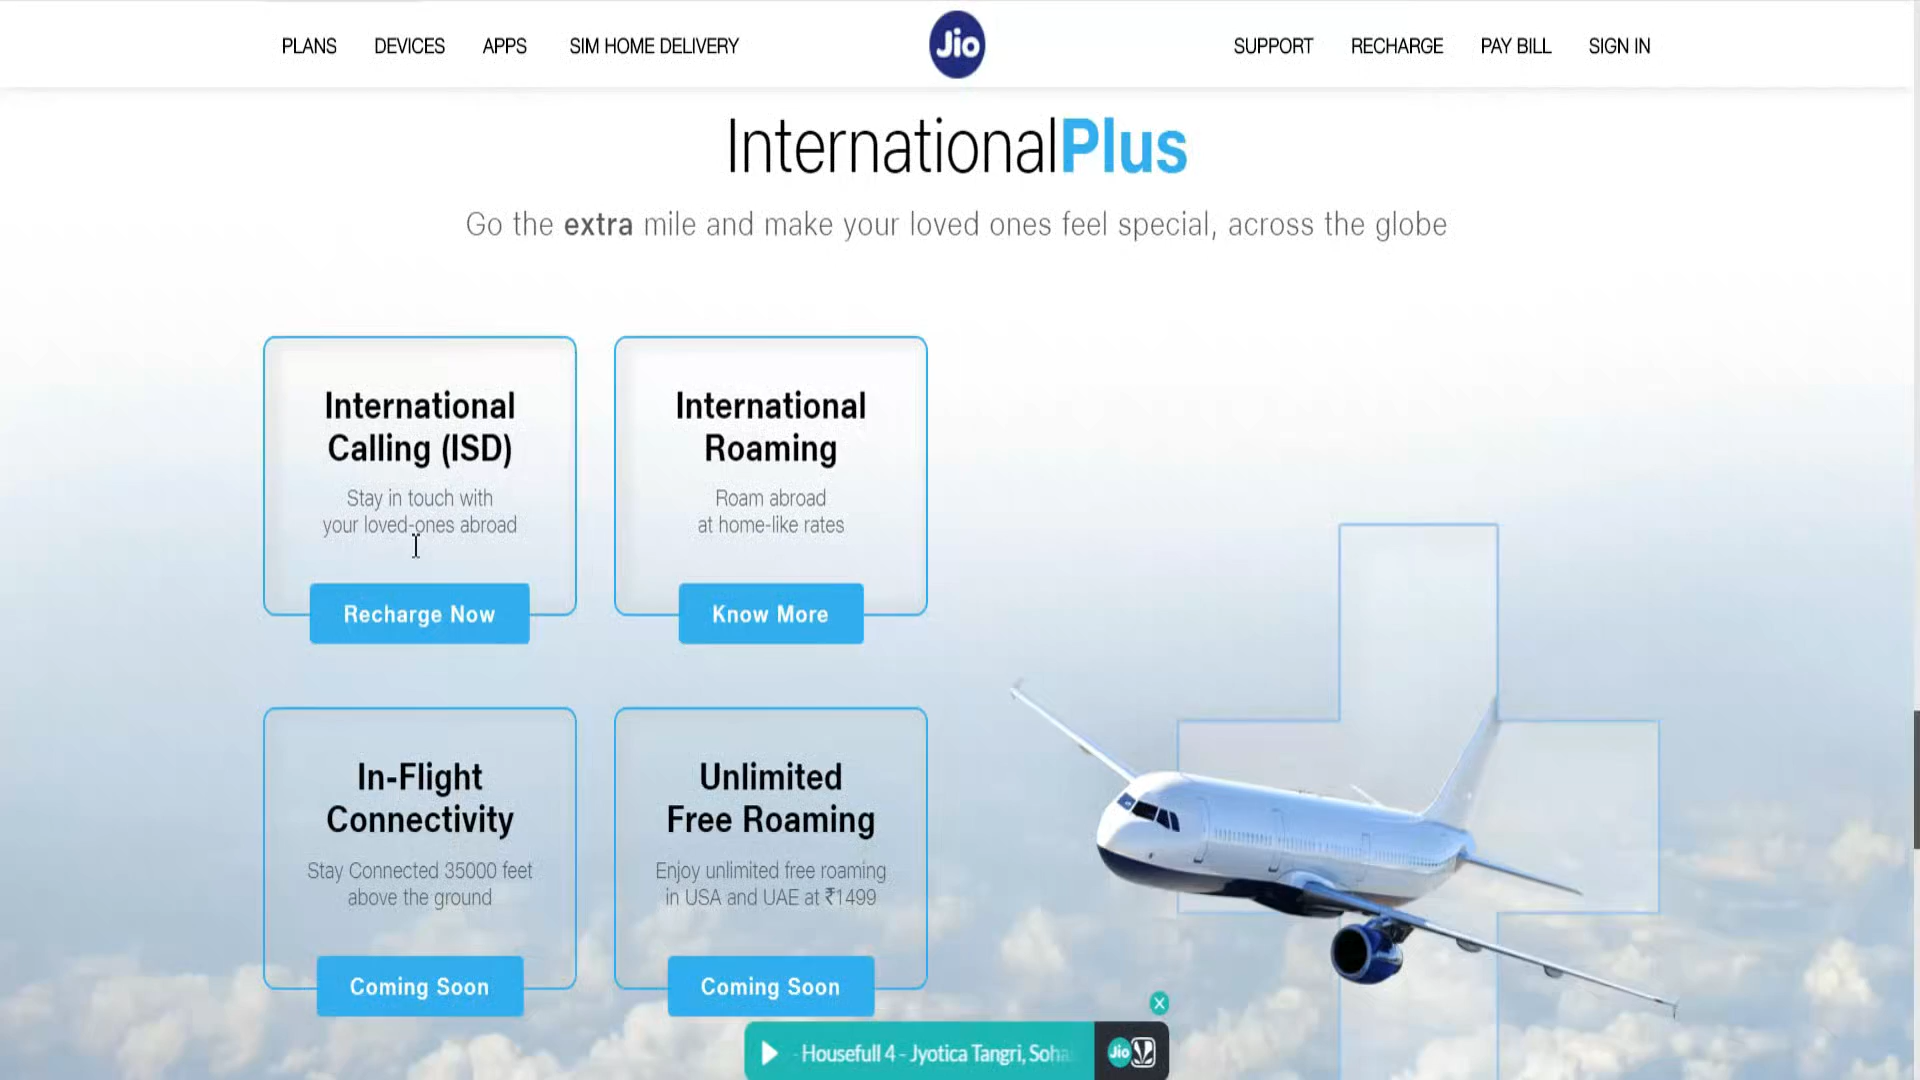 PLANS DEVICES APPS SIM HOME DELIVERY Jio SUPPORT RECHARGE PAY BILL SIGN IN
InternationalPlus
Go the extra mile and make your loved ones feel special, across the globe
International
Calling (ISD)
Stay in touch with
your loved-ones abroad
Recharge Now
International
Roaming
Roam abroad
at home-like rates
Know More
In-Flight
Connectivity
Stay Connected 35000 feet
above the ground
Coming Soon
Unlimited
Free Roaming
Enjoy unlimited free roaming
in USA and UAE at ₹1499
Coming Soon
- Housefull 4 - Jyotica Tangri, Soha
Jio